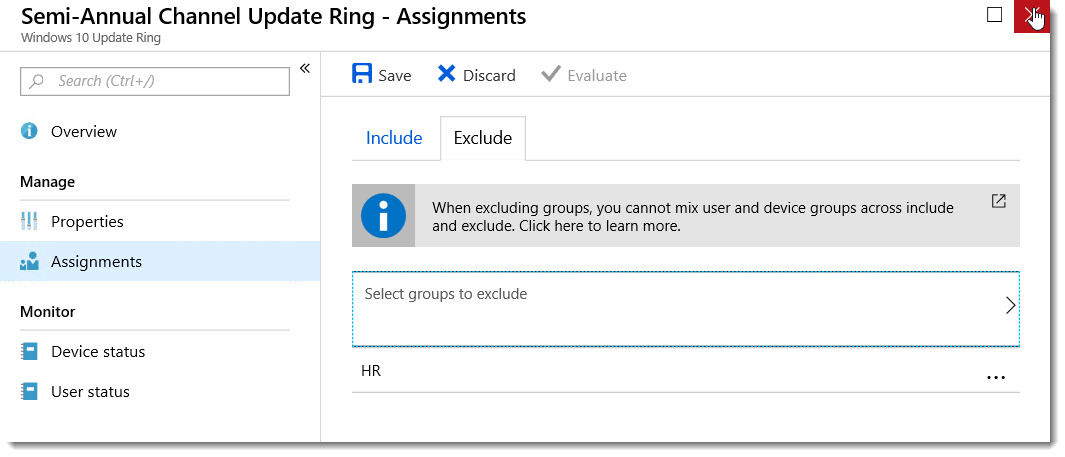 Semi-Annual Channel Update Ring - Assignments
Windows 10 Update Ring
Search (Ctrl+/)
Overview
Manage
Properties
Assignments
Monitor
Device status
User status
Save Discard Evaluate
Include Exclude
When excluding groups, you cannot mix user and device groups across include
and exclude. Click here to learn more.
Select groups to exclude
HR